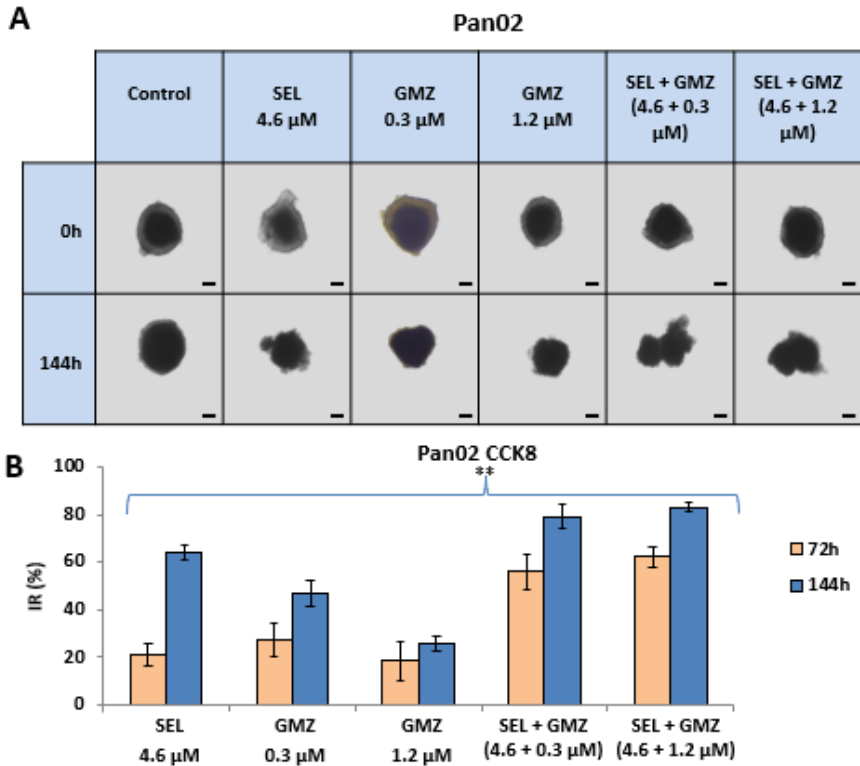 A
Pan02
Control
SEL
4.6 µM
GMZ
0.3 µM
GMZ
1.2 µM
SEL + GMZ
(4.6 + 0.3
µM)
SEL + GMZ
(4.6 + 1.2
µM)
0h
144h
B
Pan02 CCK8
**
100
80
60
40
20
0
IR (%)
72h
144h
SEL
4.6 µM
GMZ
0.3 µM
GMZ
1.2 µM
SEL + GMZ
(4.6 + 0.3 µM)
SEL + GMZ
(4.6 + 1.2 µM)